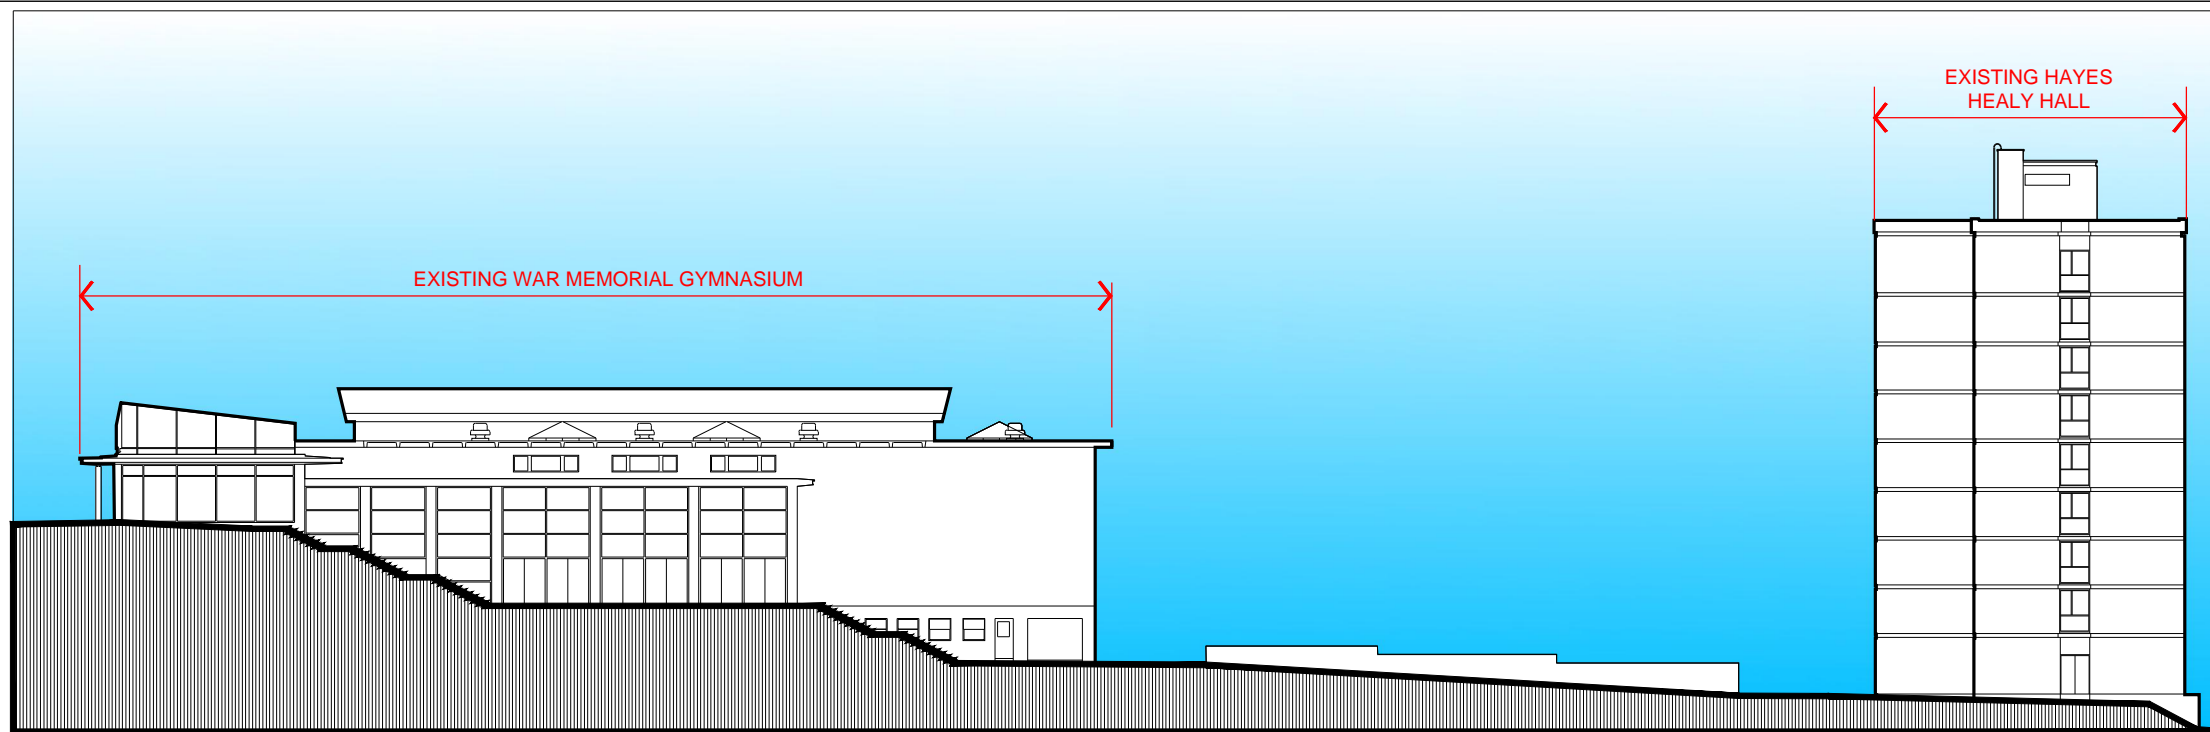 EXISTING HAYES
HEALY HALL
EXISTING WAR MEMORIAL GYMNASIUM